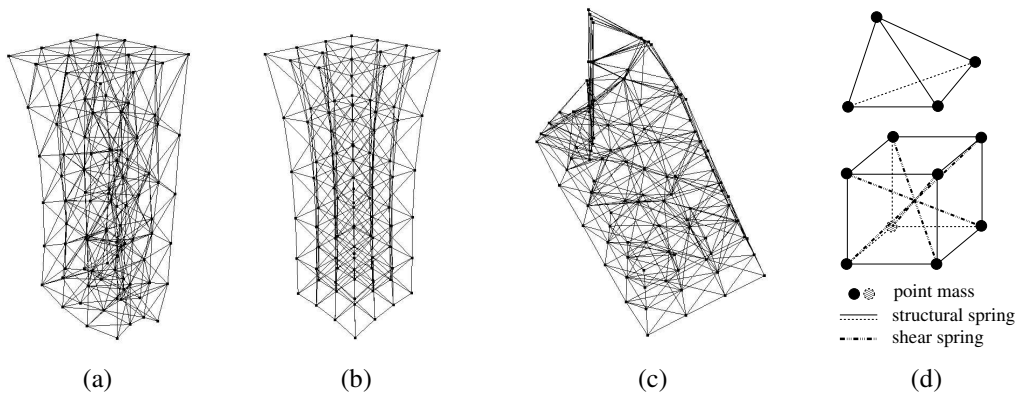 point mass
structural spring
shear spring
(a)
(b)
(c)
(d)